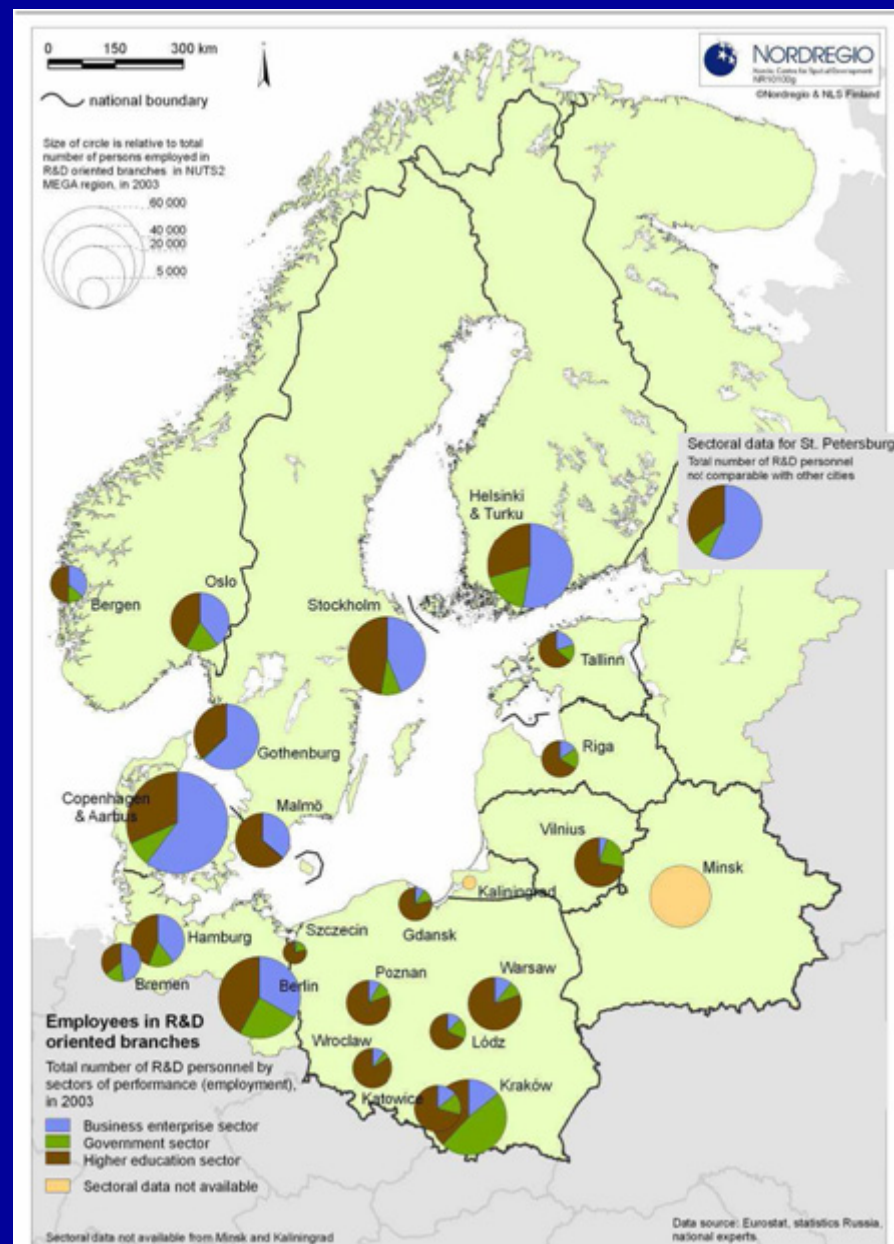 0 150 300 km
national boundary
Size of circle is relative to total
number of persons employed in
R&D oriented branches in NUTS2
MEGA region, in 2003
60 000
40 000
20 000
5 000
NORDREGIO
Nordic Centre for Spatial Development
NR10100g
©Nordregio & NLS Finland
Sectoral data for St. Petersburg
Total number of R&D personnel
not comparable with other cities
Helsinki
& Turku
Bergen
Oslo
Stockholm
Tallinn
Gothenburg
Riga
Copenhagen
& Aarhus
Malmö
Vilnius
Minsk
Kaliningrad
Gdansk
Hamburg
Szczecin
Bremen
Berlin
Poznan
Warsaw
Wroclaw
Lódz
Katowice
Kraków
Employees in R&D
oriented branches
Total number of R&D personnel by
sectors of performance (employment),
in 2003
Business enterprise sector
Government sector
Higher education sector
Sectoral data not available
Sectoral data not available from Minsk and Kaliningrad
Data source: Eurostat, statistics Russia,
national experts.